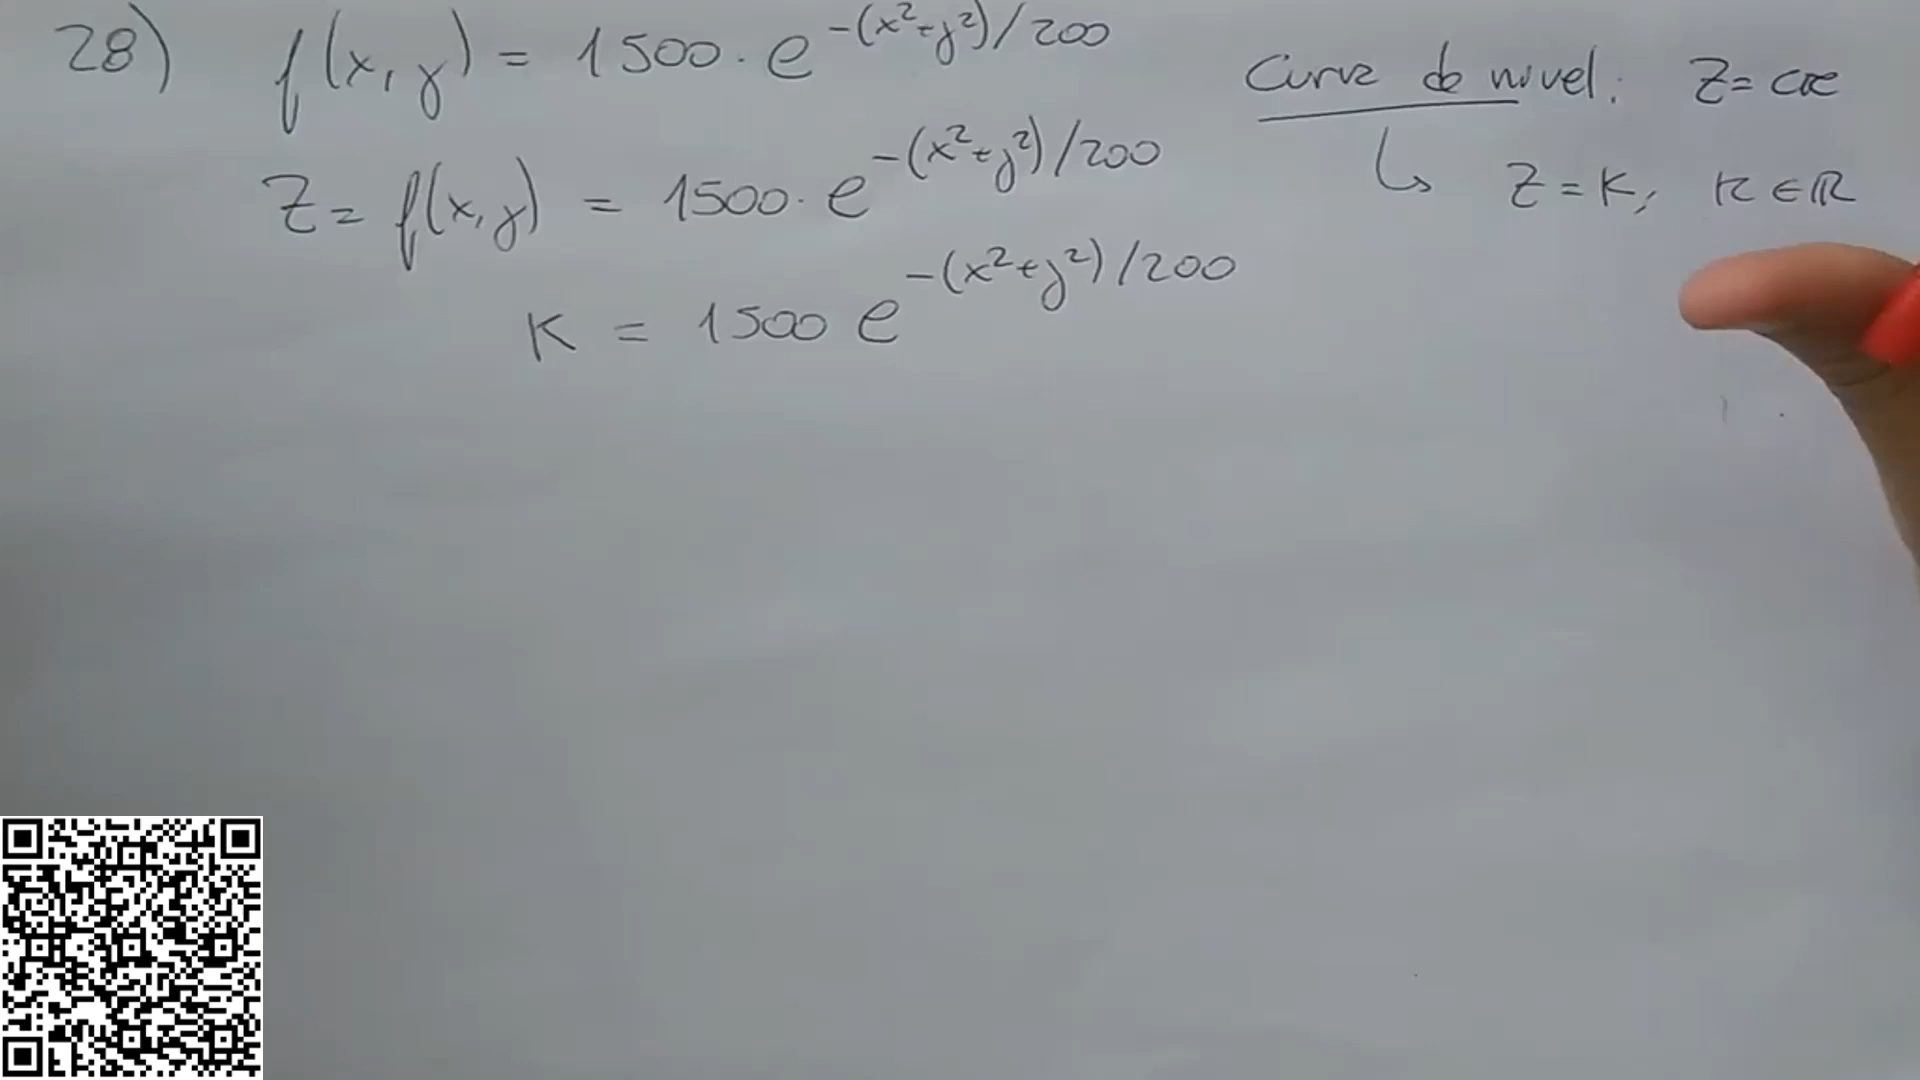 28) f(x,y) = 1500·e^-(x²+y²)/200
Curva de nivel: Z=cte
Z= f(x,y) = 1500·e^-(x²+y²)/200
↳ Z=K, K∈ℝ
K = 1500 e^-(x²+y²)/200